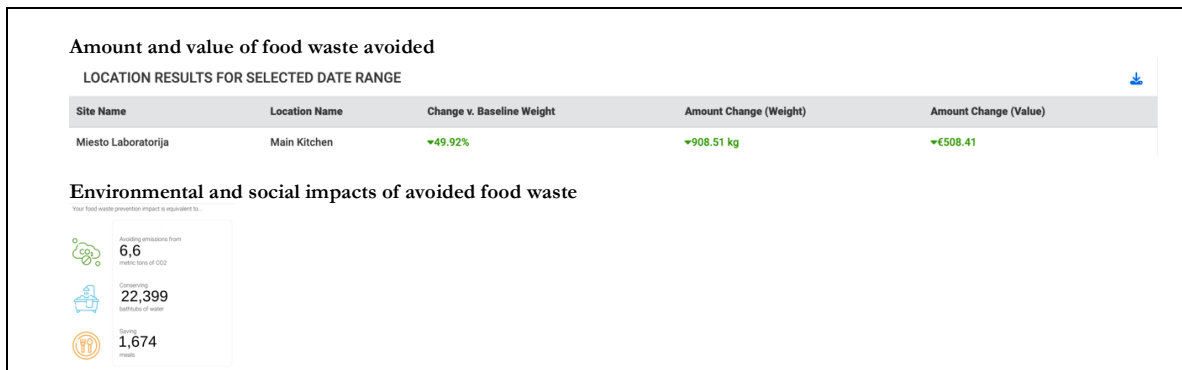 Amount and value of food waste avoided
LOCATION RESULTS FOR SELECTED DATE RANGE
Site Name Location Name Change v. Baseline Weight Amount Change (Weight) Amount Change (Value)
Miesto Laboratorija Main Kitchen ▾49.92% ▾908.51 kg ▾€508.41
Environmental and social impacts of avoided food waste
Your food waste prevention impact is equivalent to...
Avoiding emissions from
6,6
metric tons of CO2
CO₂
Conserving
22,399
bathtubs of water
Saving
1,674
meals